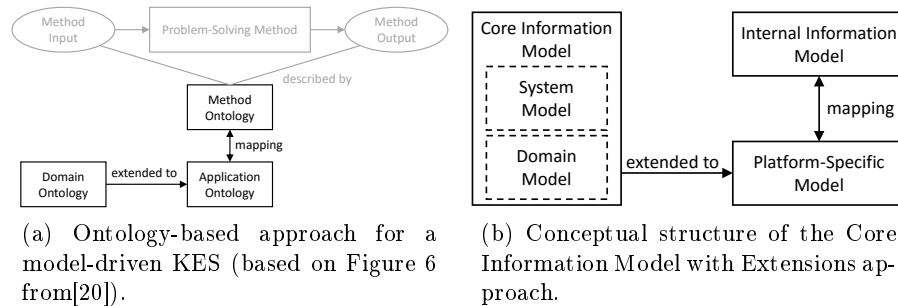 Method
Input
Problem-Solving Method
Method
Output
described by
Method
Ontology
mapping
Domain
Ontology
extended to
Application
Ontology
(a) Ontology-based approach for a
model-driven KES (based on Figure 6
from[20]).
Core Information
Model
System
Model
Domain
Model
extended to
Internal Information
Model
mapping
Platform-Specific
Model
(b) Conceptual structure of the Core
Information Model with Extensions ap-
proach.